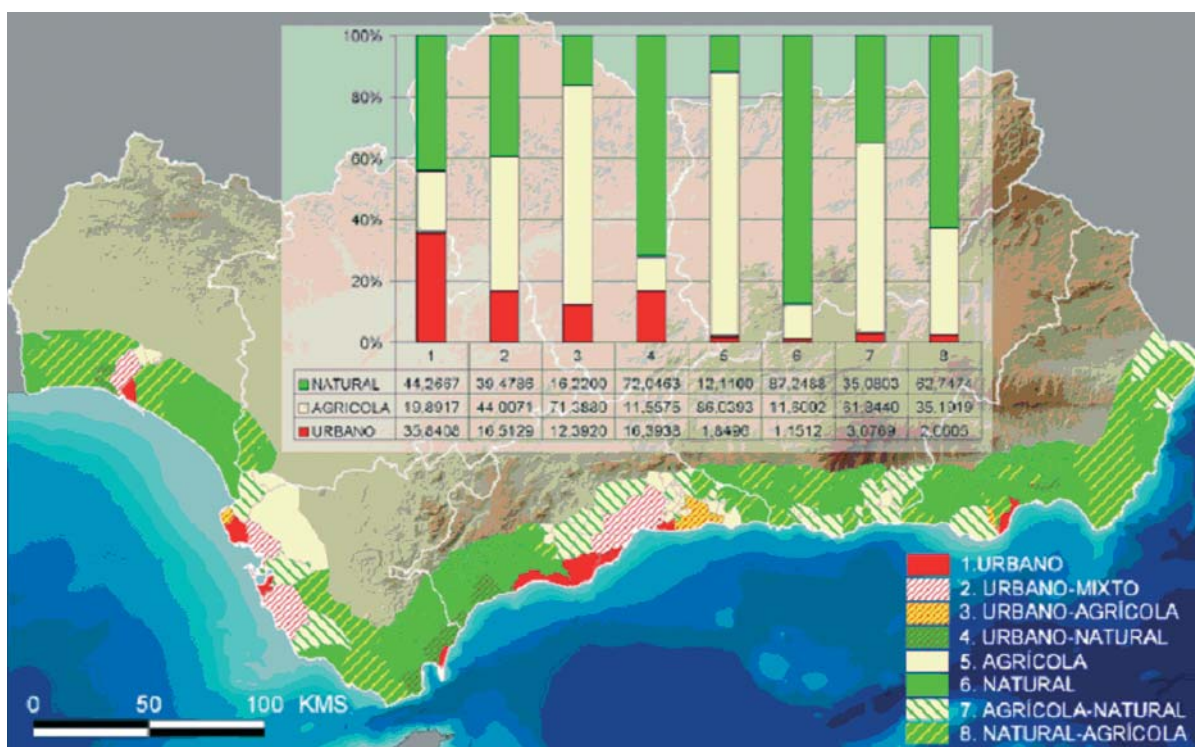 100%
80%
60%
40%
20%
0%
1 2 3 4 5 6 7 8
NATURAL 44,2667 39,4786 16,2200 72,0463 12,1100 87,2488 35,0803 62,7474
AGRICOLA 19,8917 44,0071 71,3880 11,5575 86,0393 11,6002 61,8440 35,1919
URBANO 35,8408 16,5129 12,3920 16,3938 1,8496 1,1512 3,0769 2,0605
1.URBANO
2. URBANO-MIXTO
3. URBANO-AGRÍCOLA
4. URBANO-NATURAL
5. AGRÍCOLA
6. NATURAL
7. AGRÍCOLA-NATURAL
8. NATURAL-AGRÍCOLA
0 50 100 KMS